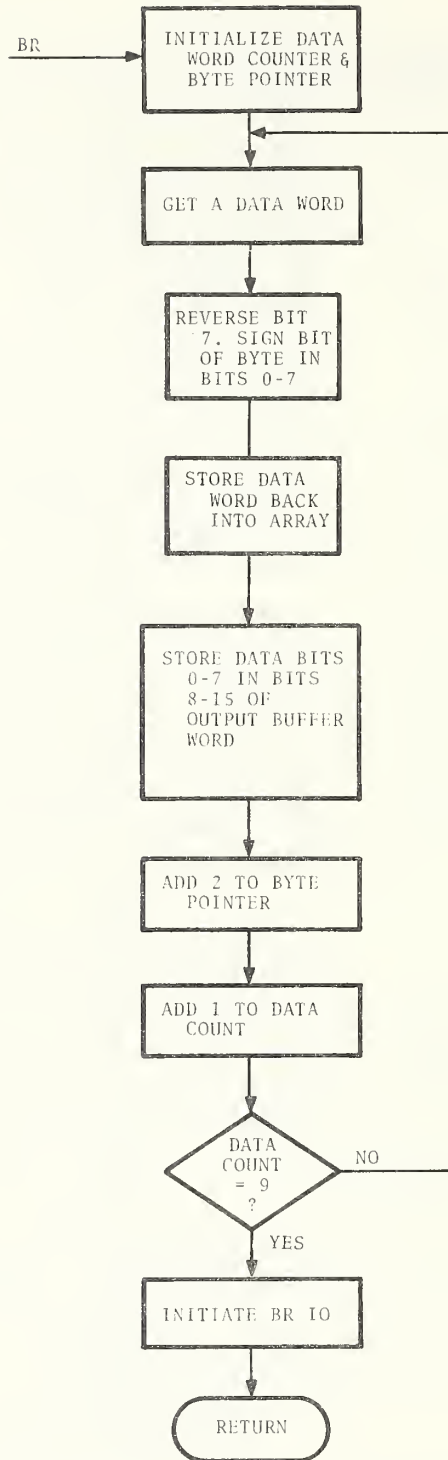 BR
INITIALIZE DATA
WORD COUNTER &
BYTE POINTER
GET A DATA WORD
REVERSE BIT
7. SIGN BIT
OF BYTE IN
BITS 0-7
STORE DATA
WORD BACK
INTO ARRAY
STORE DATA BITS
0-7 IN BITS
8-15 OF
OUTPUT BUFFER
WORD
ADD 2 TO BYTE
POINTER
ADD 1 TO DATA
COUNT
DATA
COUNT
= 9
?
NO
YES
INITIATE BR IO
RETURN